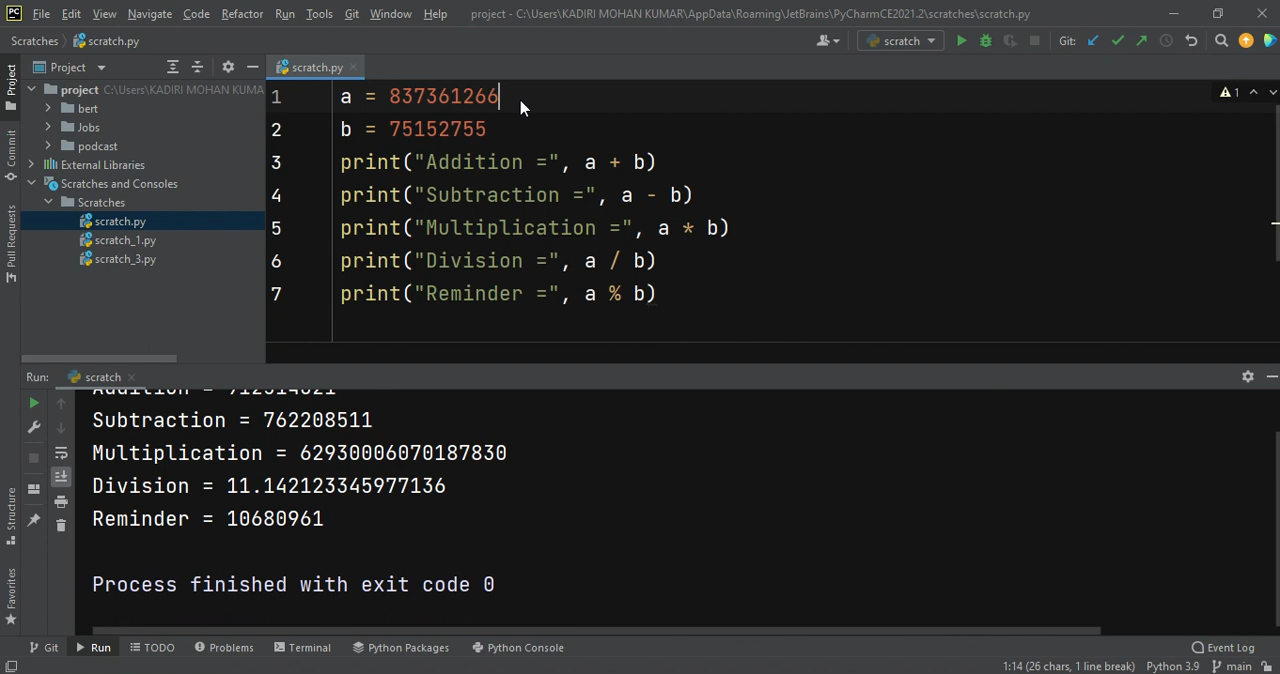 PC File Edit View Navigate Code Refactor Run Tools Git Window Help project - C:\Users\KADIRI MOHAN KUMAR\AppData\Roaming\JetBrains\PyCharmCE2021.2\scratches\scratch.py
Scratches scratch.py scratch Git:
Project scratch.py
project C:\Users\KADIRI MOHAN KUMA
bert
Jobs
podcast
External Libraries
Scratches and Consoles
Scratches
scratch.py
scratch_1.py
scratch_3.py
Project
Commit
Pull Requests
Structure
Favorites
1 a = 837361266
2 b = 75152755
3 print("Addition =", a + b)
4 print("Subtraction =", a - b)
5 print("Multiplication =", a * b)
6 print("Division =", a / b)
7 print("Reminder =", a % b)
1
Run: scratch
Addition = 912514021
Subtraction = 762208511
Multiplication = 62930006070187830
Division = 11.142123345977136
Reminder = 10680961
Process finished with exit code 0
Git Run TODO Problems Terminal Python Packages Python Console Event Log
1:14 (26 chars, 1 line break) Python 3.9 main